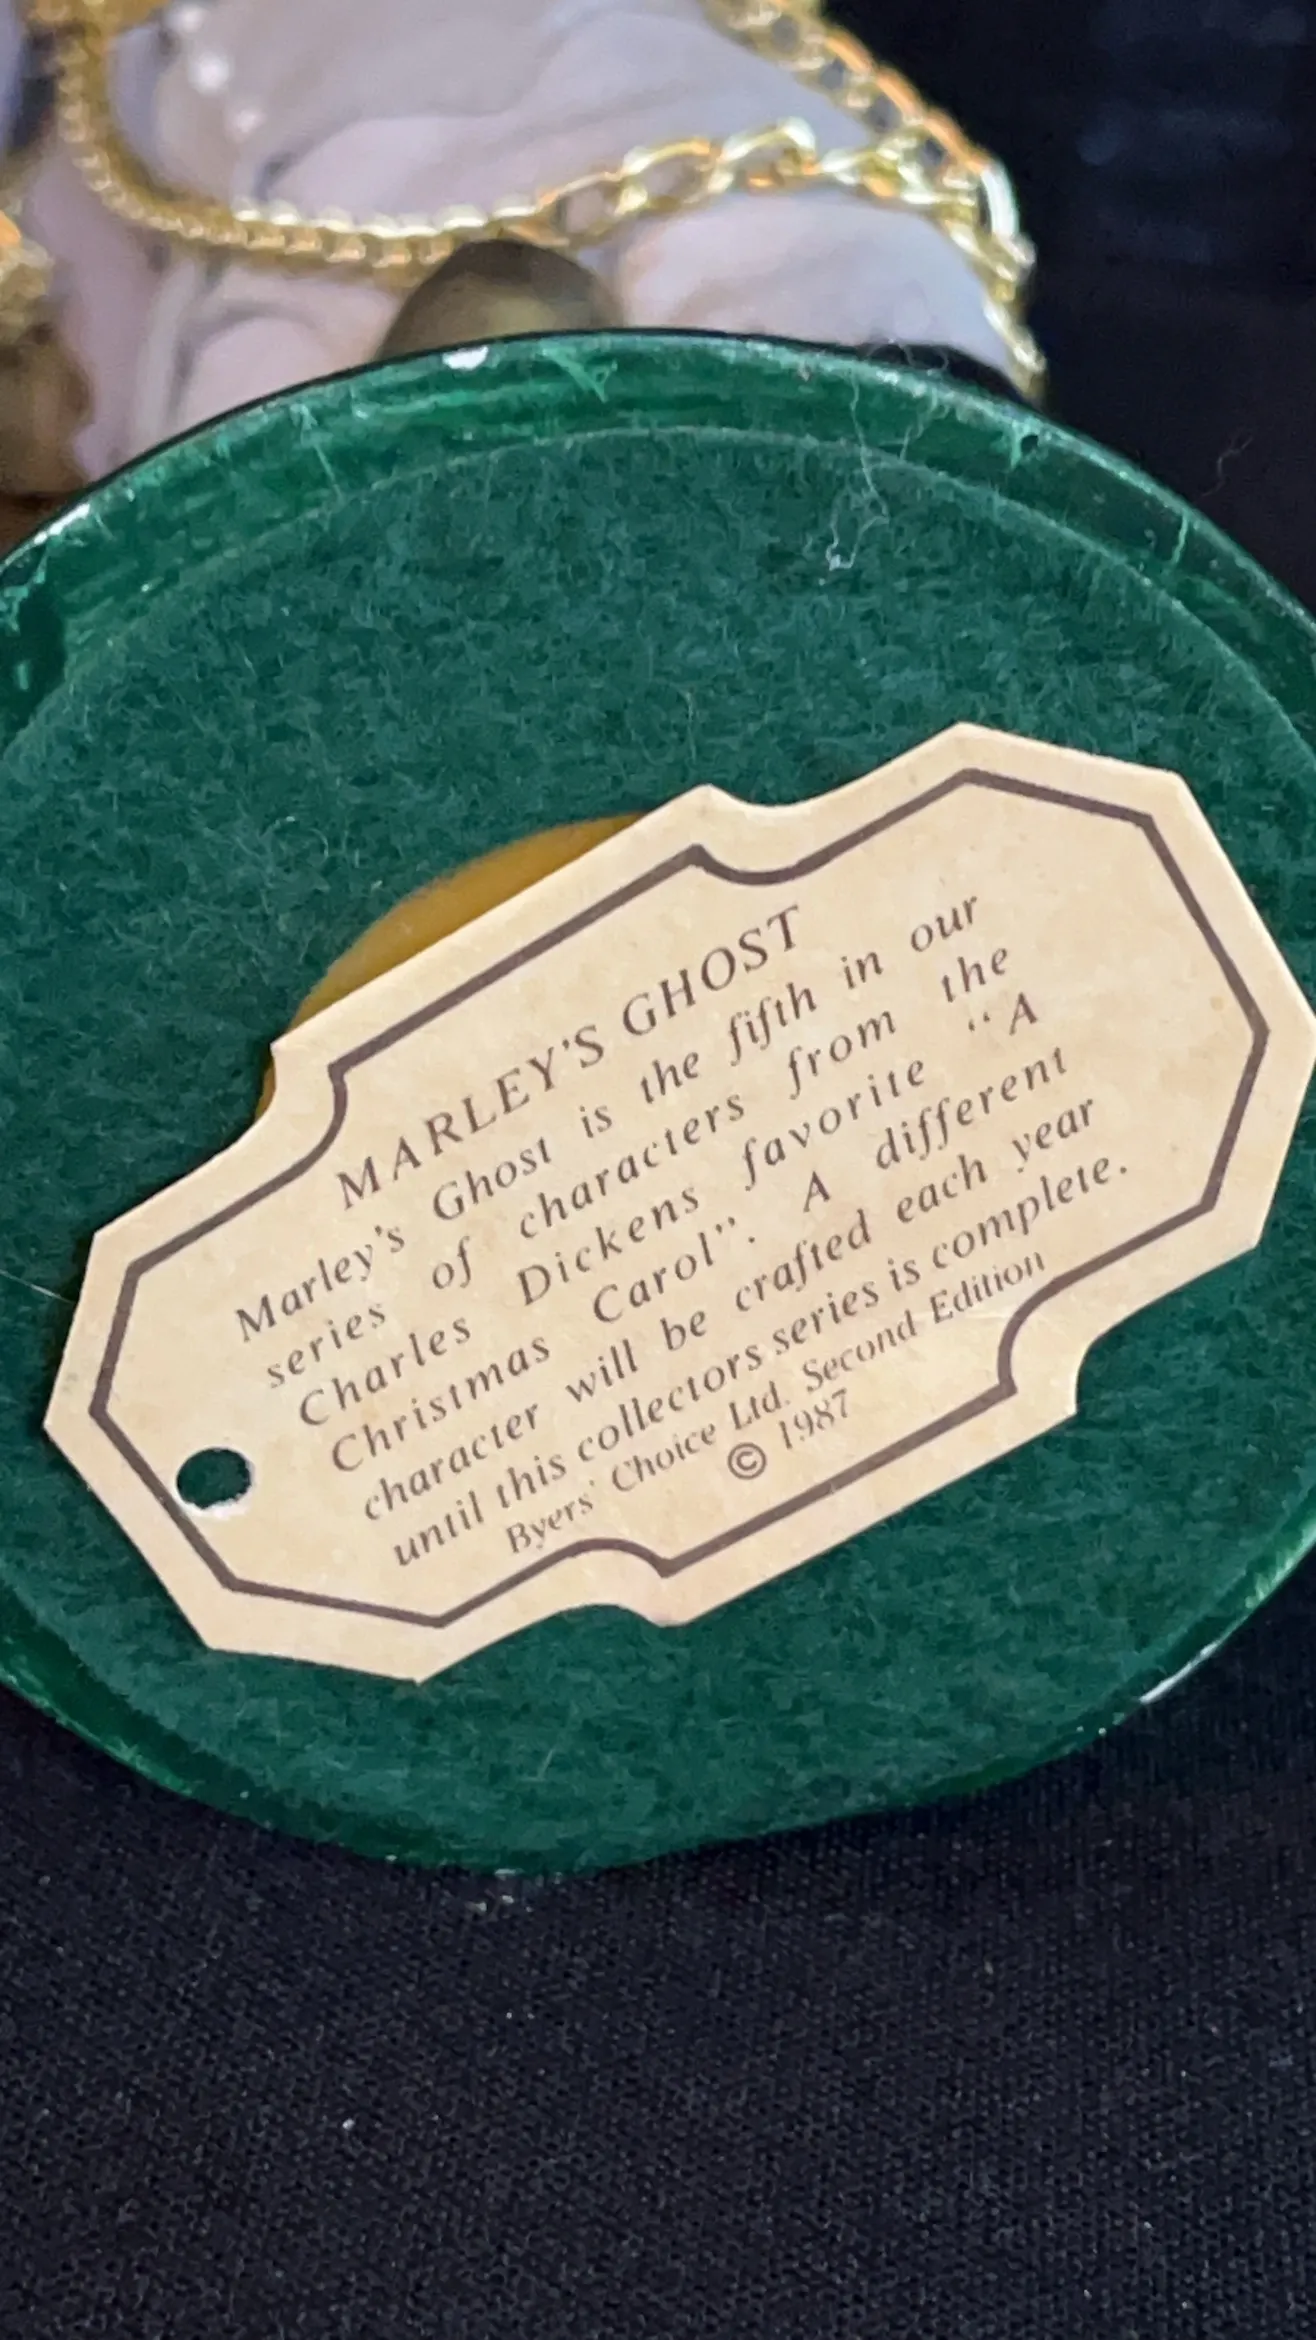 MARLEY'S GHOST
Marley's Ghost is the fifth in our
series of characters from the
Charles Dickens favorite "A
Christmas Carol". A different
character will be crafted each year
until this collectors series is complete.
Byers' Choice Ltd. Second Edition
© 1987